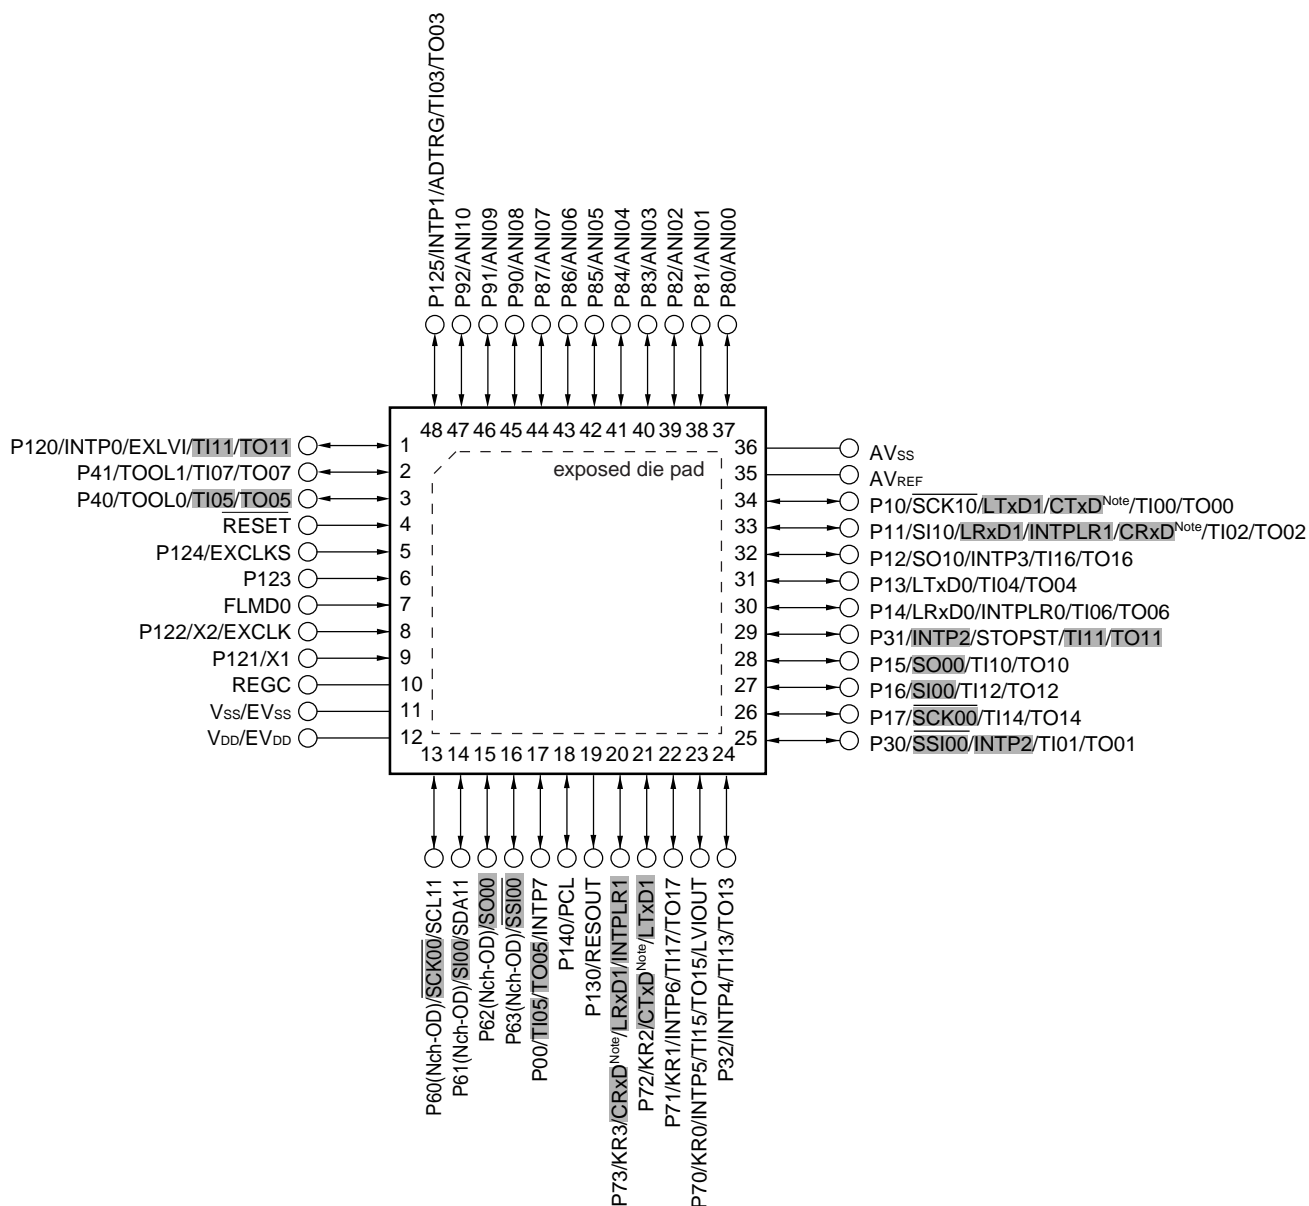 P125/INTP1/ADTRG/TI03/TO03
P92/ANI10
P91/ANI09
P90/ANI08
P87/ANI07
P86/ANI06
P85/ANI05
P84/ANI04
P83/ANI03
P82/ANI02
P81/ANI01
P80/ANI00
48 47 46 45 44 43 42 41 40 39 38 37
exposed die pad
P120/INTP0/EXLVI/TI11/TO11 1
P41/TOOL1/TI07/TO07 2
P40/TOOL0/TI05/TO05 3
RESET 4
P124/EXCLKS 5
P123 6
FLMD0 7
P122/X2/EXCLK 8
P121/X1 9
REGC 10
VSS/EVSS 11
VDD/EVDD 12
36 AVSS
35 AVREF
34 P10/SCK10/LTxD1/CTxDNote/TI00/TO00
33 P11/SI10/LRxD1/INTPLR1/CRxDNote/TI02/TO02
32 P12/SO10/INTP3/TI16/TO16
31 P13/LTxD0/TI04/TO04
30 P14/LRxD0/INTPLR0/TI06/TO06
29 P31/INTP2/STOPST/TI11/TO11
28 P15/SO00/TI10/TO10
27 P16/SI00/TI12/TO12
26 P17/SCK00/TI14/TO14
25 P30/SSI00/INTP2/TI01/TO01
13 14 15 16 17 18 19 20 21 22 23 24
P60(Nch-OD)/SCK00/SCL11
P61(Nch-OD)/SI00/SDA11
P62(Nch-OD)/SO00
P63(Nch-OD)/SSI00
P00/TI05/TO05/INTP7
P140/PCL
P130/RESOUT
P73/KR3/CRxDNote/LRxD1/INTPLR1
P72/KR2/CTxDNote/LTxD1
P71/KR1/INTP6/TI17/TO17
P70/KR0/INTP5/TI15/TO15/LVIOUT
P32/INTP4/TI13/TO13